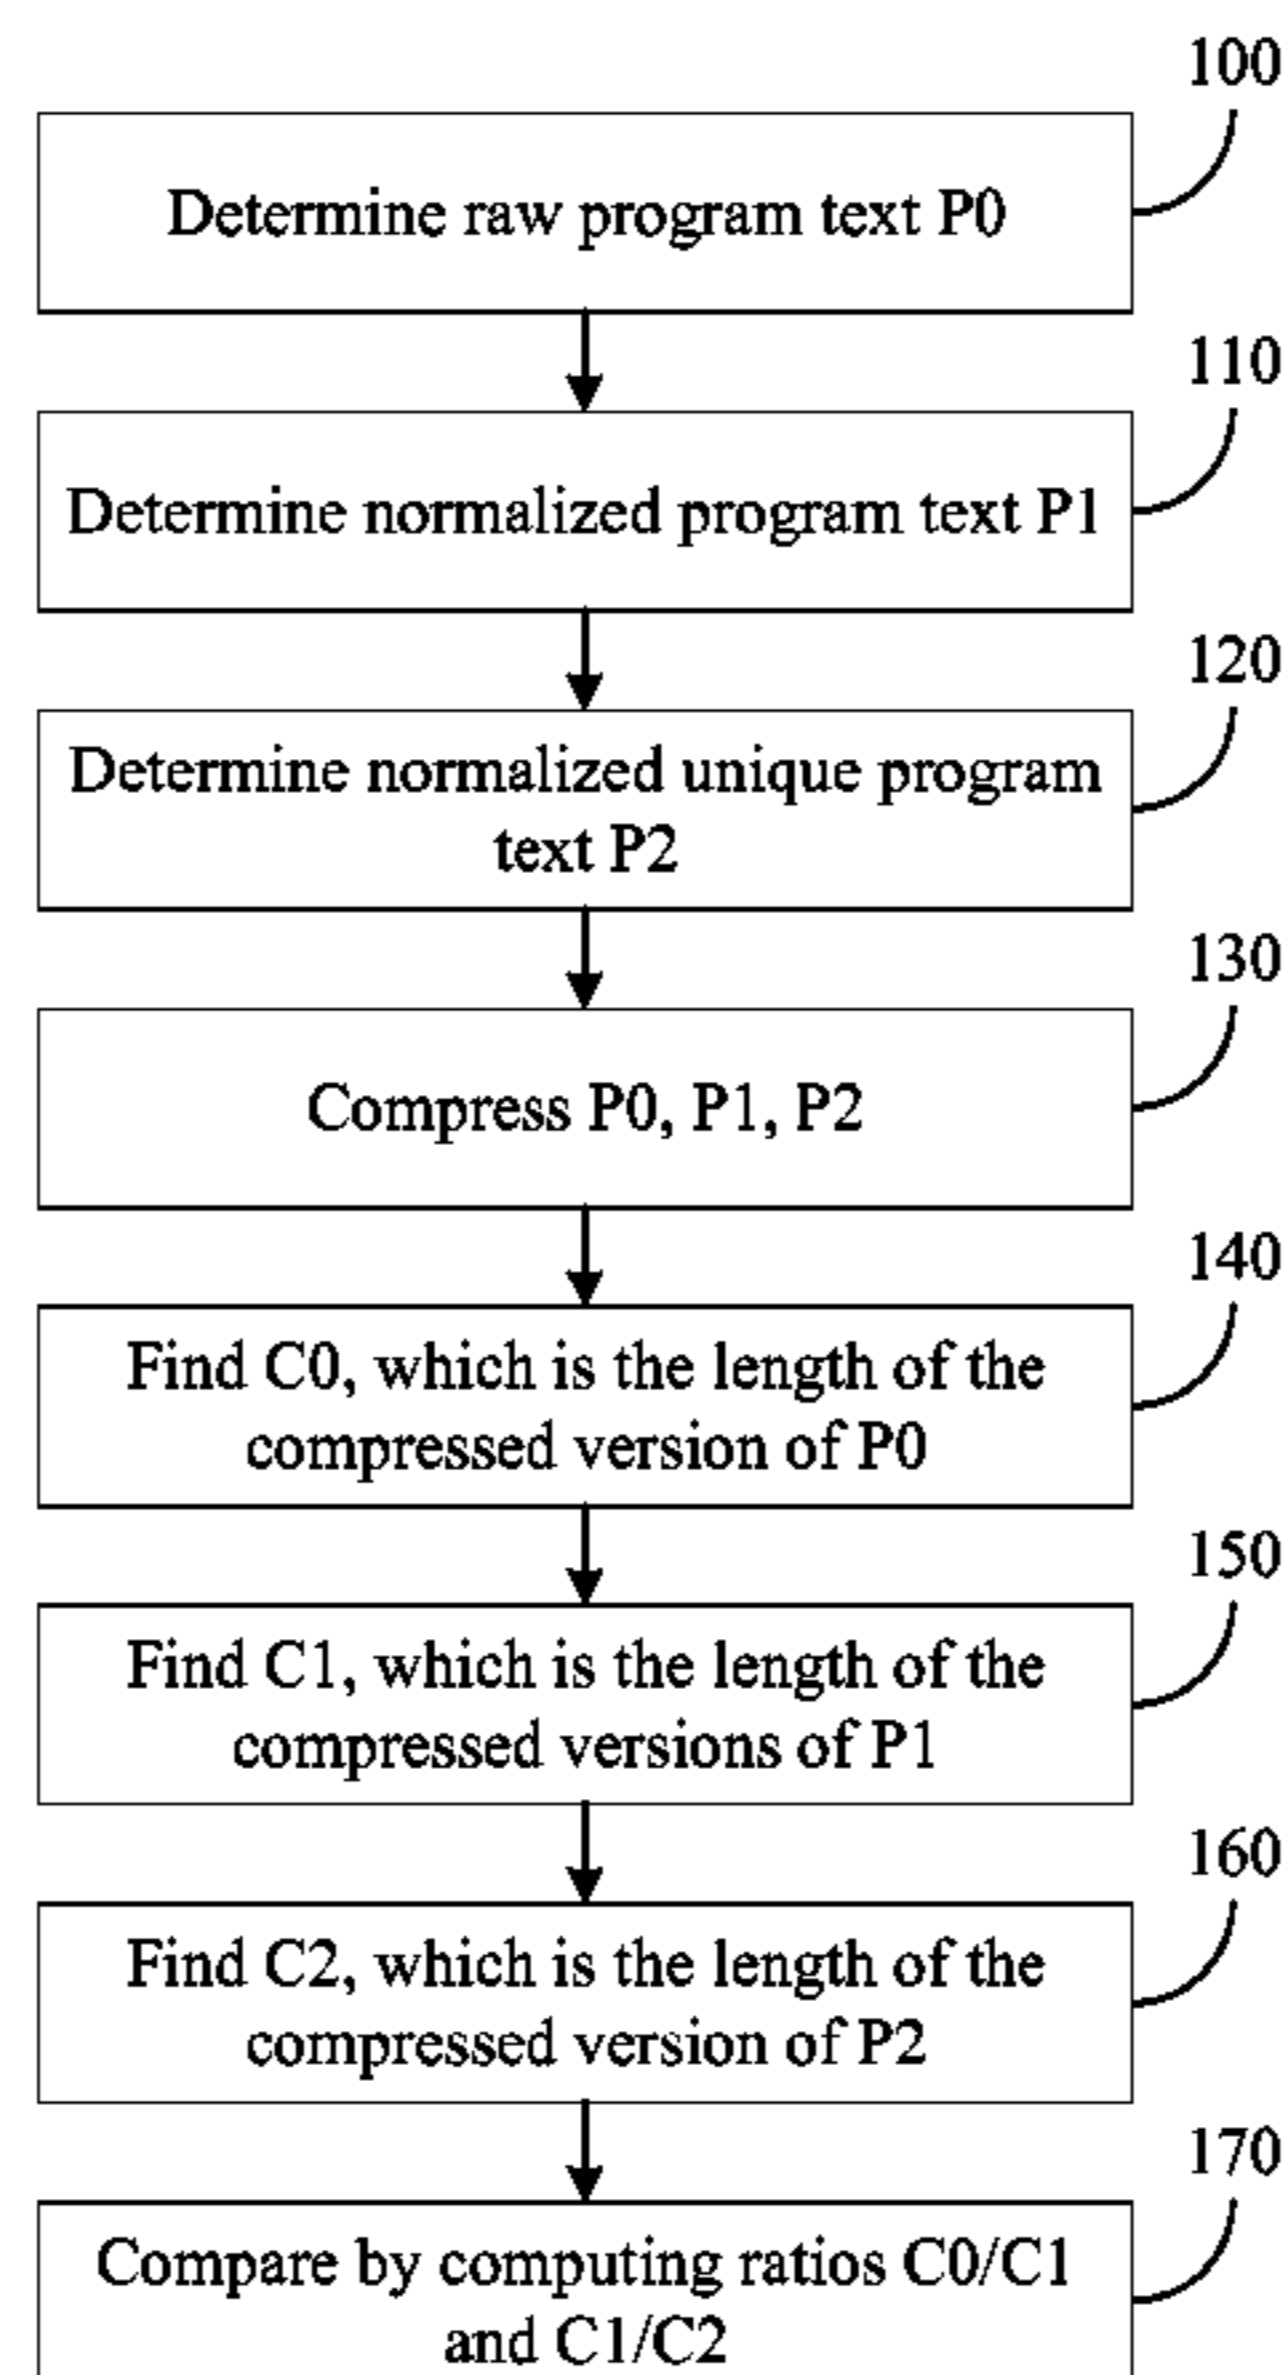 100
Determine raw program text P0
110
Determine normalized program text P1
120
Determine normalized unique program
text P2
130
Compress P0, P1, P2
140
Find C0, which is the length of the
compressed version of P0
150
Find C1, which is the length of the
compressed versions of P1
160
Find C2, which is the length of the
compressed version of P2
170
Compare by computing ratios C0/C1
and C1/C2